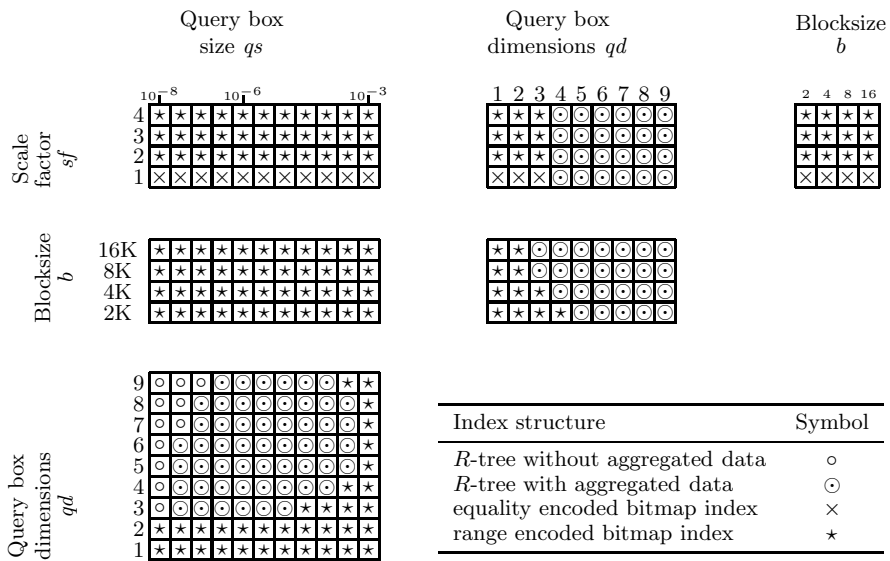 Query box size qs
Query box dimensions qd
Blocksize b
10⁻⁸ 10⁻⁶ 10⁻³
1 2 3 4 5 6 7 8 9
2 4 8 16
Scale factor sf
4 ⋆ ⋆ ⋆ ⋆ ⋆ ⋆ ⋆ ⋆ ⋆ ⋆ ⋆ ⋆ ⋆ ⊙ ⊙ ⊙ ⊙ ⊙ ⊙ ⋆ ⋆ ⋆ ⋆
3 ⋆ ⋆ ⋆ ⋆ ⋆ ⋆ ⋆ ⋆ ⋆ ⋆ ⋆ ⋆ ⋆ ⋆ ⊙ ⊙ ⊙ ⊙ ⊙ ⊙ ⋆ ⋆ ⋆ ⋆
2 ⋆ ⋆ ⋆ ⋆ ⋆ ⋆ ⋆ ⋆ ⋆ ⋆ ⋆ ⋆ ⋆ ⋆ ⊙ ⊙ ⊙ ⊙ ⊙ ⊙ ⋆ ⋆ ⋆ ⋆
1 × × × × × × × × × × × × × × ⊙ ⊙ ⊙ ⊙ ⊙ ⊙ × × × ×
Blocksize b
16K ⋆ ⋆ ⋆ ⋆ ⋆ ⋆ ⋆ ⋆ ⋆ ⋆ ⋆ ⋆ ⋆ ⊙ ⊙ ⊙ ⊙ ⊙ ⊙ ⊙
8K ⋆ ⋆ ⋆ ⋆ ⋆ ⋆ ⋆ ⋆ ⋆ ⋆ ⋆ ⋆ ⋆ ⊙ ⊙ ⊙ ⊙ ⊙ ⊙ ⊙
4K ⋆ ⋆ ⋆ ⋆ ⋆ ⋆ ⋆ ⋆ ⋆ ⋆ ⋆ ⋆ ⋆ ⋆ ⊙ ⊙ ⊙ ⊙ ⊙ ⊙
2K ⋆ ⋆ ⋆ ⋆ ⋆ ⋆ ⋆ ⋆ ⋆ ⋆ ⋆ ⋆ ⋆ ⋆ ⋆ ⊙ ⊙ ⊙ ⊙ ⊙
Query box dimensions qd
9 ∘ ∘ ∘ ⊙ ⊙ ⊙ ⊙ ⊙ ⊙ ⋆ ⋆
8 ∘ ∘ ⊙ ⊙ ⊙ ⊙ ⊙ ⊙ ⊙ ⊙ ⋆
7 ∘ ∘ ⊙ ⊙ ⊙ ⊙ ⊙ ⊙ ⊙ ⊙ ⋆
6 ∘ ⊙ ⊙ ⊙ ⊙ ⊙ ⊙ ⊙ ⊙ ⊙ ⋆
5 ∘ ⊙ ⊙ ⊙ ⊙ ⊙ ⊙ ⊙ ⊙ ⊙ ⋆
4 ∘ ⊙ ⊙ ⊙ ⊙ ⊙ ⊙ ⊙ ⊙ ⋆ ⋆
3 ∘ ⊙ ⊙ ⊙ ⊙ ⊙ ⊙ ⋆ ⋆ ⋆ ⋆
2 ⋆ ⋆ ⋆ ⋆ ⋆ ⋆ ⋆ ⋆ ⋆ ⋆ ⋆
1 ⋆ ⋆ ⋆ ⋆ ⋆ ⋆ ⋆ ⋆ ⋆ ⋆ ⋆
Index structure Symbol
R-tree without aggregated data ∘
R-tree with aggregated data ⊙
equality encoded bitmap index ×
range encoded bitmap index ⋆